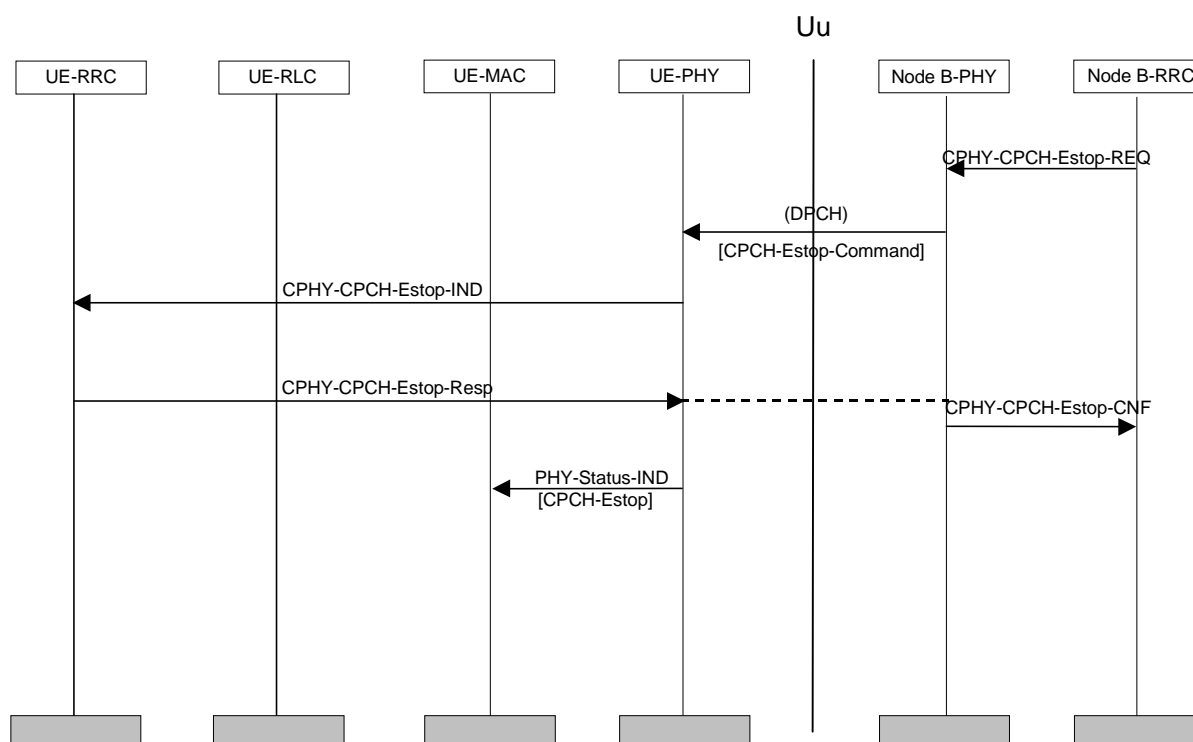 Uu
UE-RRC
UE-RLC
UE-MAC
UE-PHY
Node B-PHY
Node B-RRC
CPHY-CPCH-Estop-REQ
(DPCH)
[CPCH-Estop-Command]
CPHY-CPCH-Estop-IND
CPHY-CPCH-Estop-Resp
CPHY-CPCH-Estop-CNF
PHY-Status-IND
[CPCH-Estop]